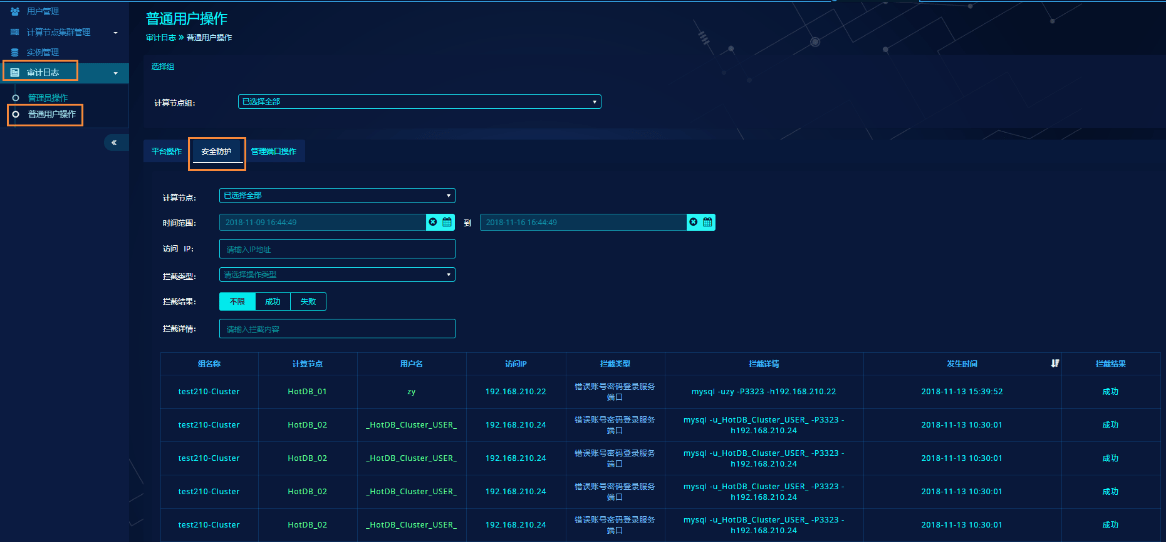 用户管理
计算节点集群管理
实例管理
审计日志
管理员操作
普通用户操作
普通用户操作
审计日志 » 普通用户操作
选择组
计算节点组: 已选择全部
平台操作 安全防护 管理端口操作
计算节点: 已选择全部
时间范围: 2018-11-09 16:44:49 到 2018-11-16 16:44:49
访问 IP: 请输入IP地址
拦截类型: 请选择操作类型
拦截结果: 不限 成功 失败
拦截详情: 请输入拦截内容
组名称 计算节点 用户名 访问IP 拦截类型 拦截详情 发生时间 拦截结果
test210-Cluster HotDB_01 zy 192.168.210.22 错误账号密码登录服务端口 mysql -uzy -P3323 -h192.168.210.22 2018-11-13 15:39:52 成功
test210-Cluster HotDB_02 _HotDB_Cluster_USER_ 192.168.210.24 错误账号密码登录服务端口 mysql -u_HotDB_Cluster_USER_ -P3323 -h192.168.210.24 2018-11-13 10:30:01 成功
test210-Cluster HotDB_02 _HotDB_Cluster_USER_ 192.168.210.24 错误账号密码登录服务端口 mysql -u_HotDB_Cluster_USER_ -P3323 -h192.168.210.24 2018-11-13 10:30:01 成功
test210-Cluster HotDB_02 _HotDB_Cluster_USER_ 192.168.210.24 错误账号密码登录服务端口 mysql -u_HotDB_Cluster_USER_ -P3323 -h192.168.210.24 2018-11-13 10:30:01 成功
test210-Cluster HotDB_02 _HotDB_Cluster_USER_ 192.168.210.24 错误账号密码登录服务端口 mysql -u_HotDB_Cluster_USER_ -P3323 -h192.168.210.24 2018-11-13 10:30:01 成功